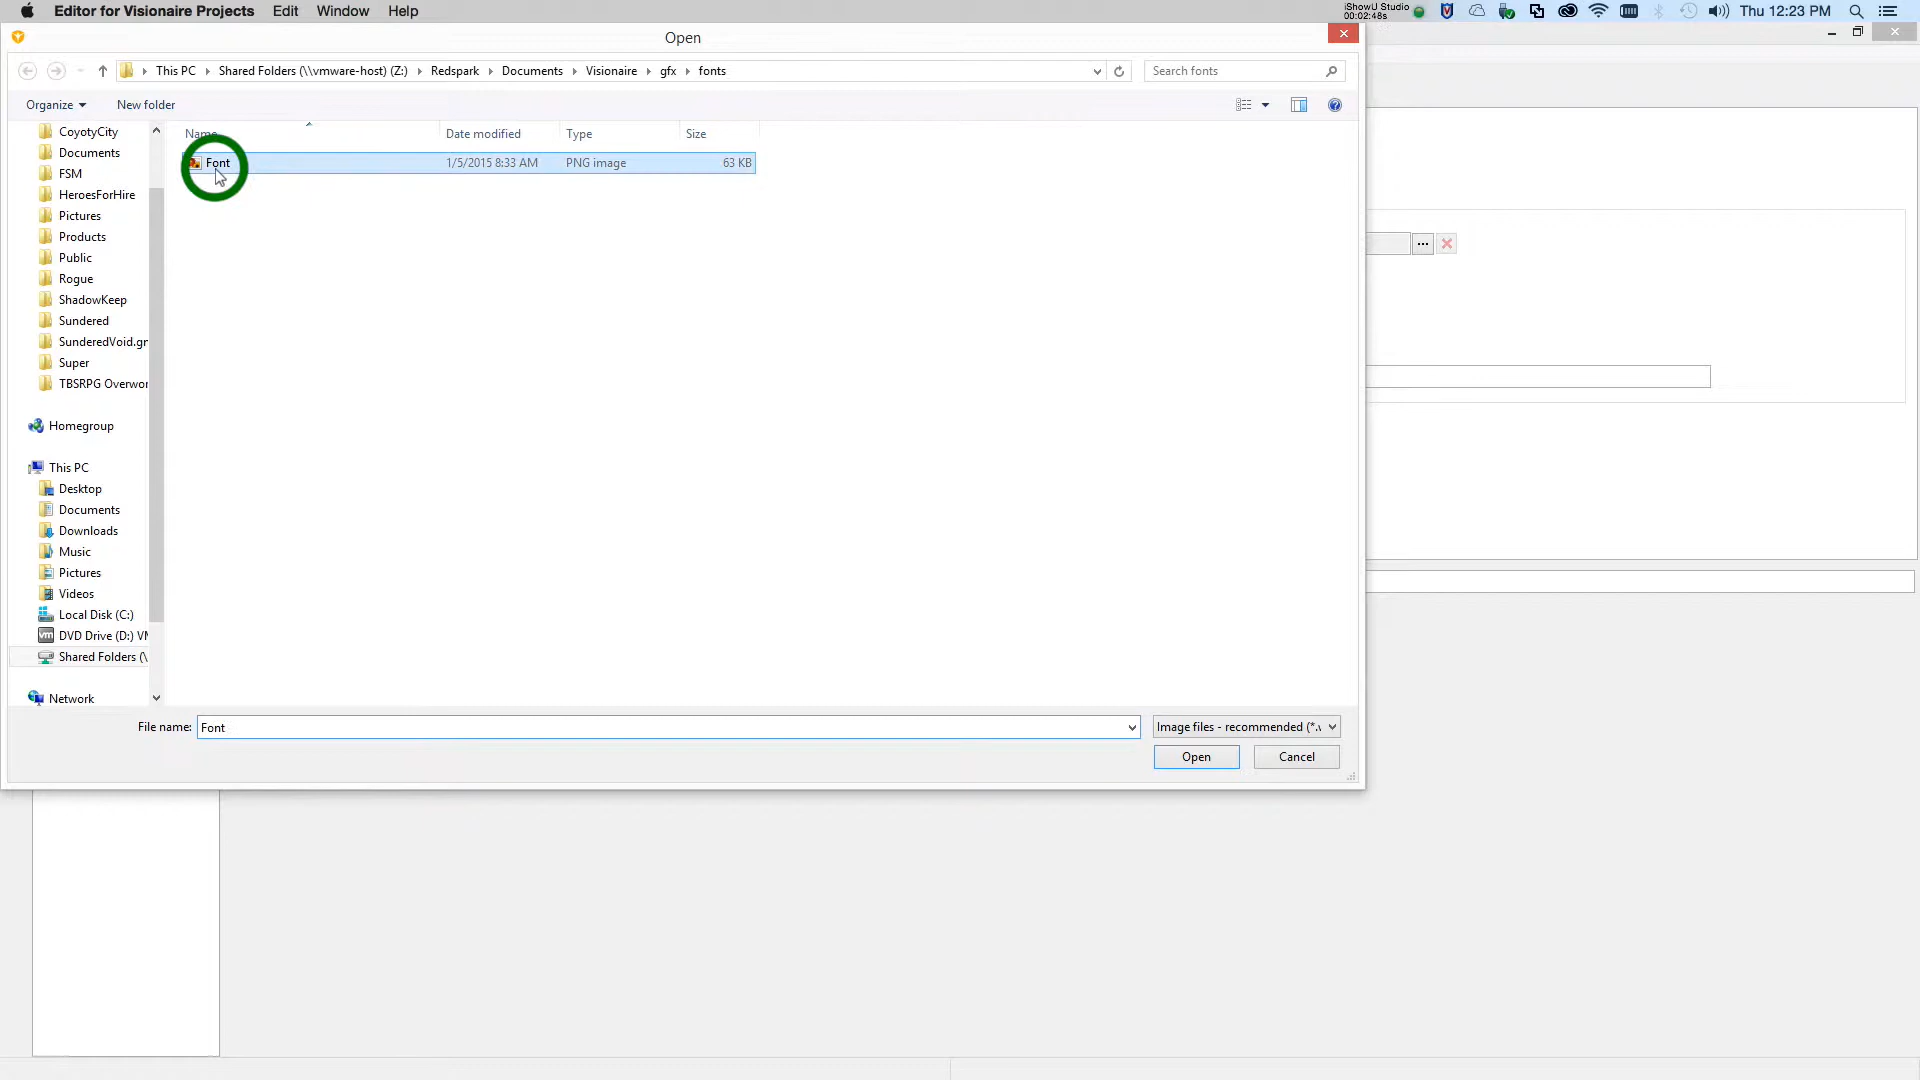 Editor for Visionaire Projects Edit Window Help
iShowU Studio
00:02:48s
Thu 12:23 PM
Open
This PC Shared Folders (\\vmware-host) (Z:) Redspark Documents Visionaire gfx fonts
Search fonts
Organize
New folder
Name Date modified Type Size
Font 1/5/2015 8:33 AM PNG image 63 KB
CoyotyCity
Documents
FSM
HeroesForHire
Pictures
Products
Public
Rogue
ShadowKeep
Sundered
SunderedVoid.gr
Super
TBSRPG Overwor
Homegroup
This PC
Desktop
Documents
Downloads
Music
Pictures
Videos
Local Disk (C:)
DVD Drive (D:) VM
Shared Folders (\
Network
File name: Font
Image files - recommended (*.v
Open
Cancel